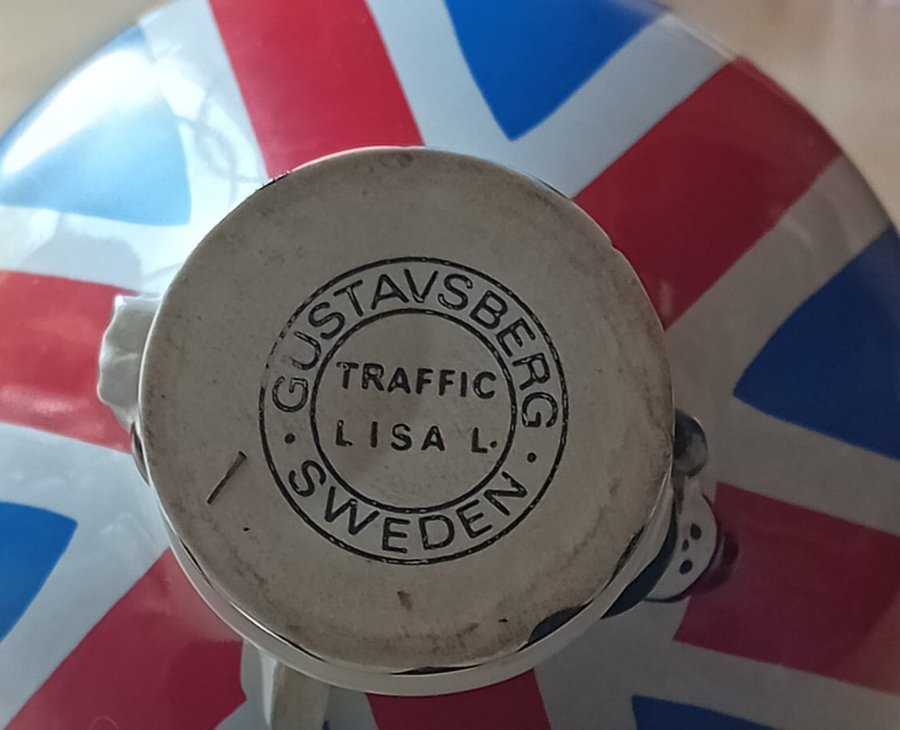 GUSTAVSBERG
TRAFFIC
LISA L.
SWEDEN